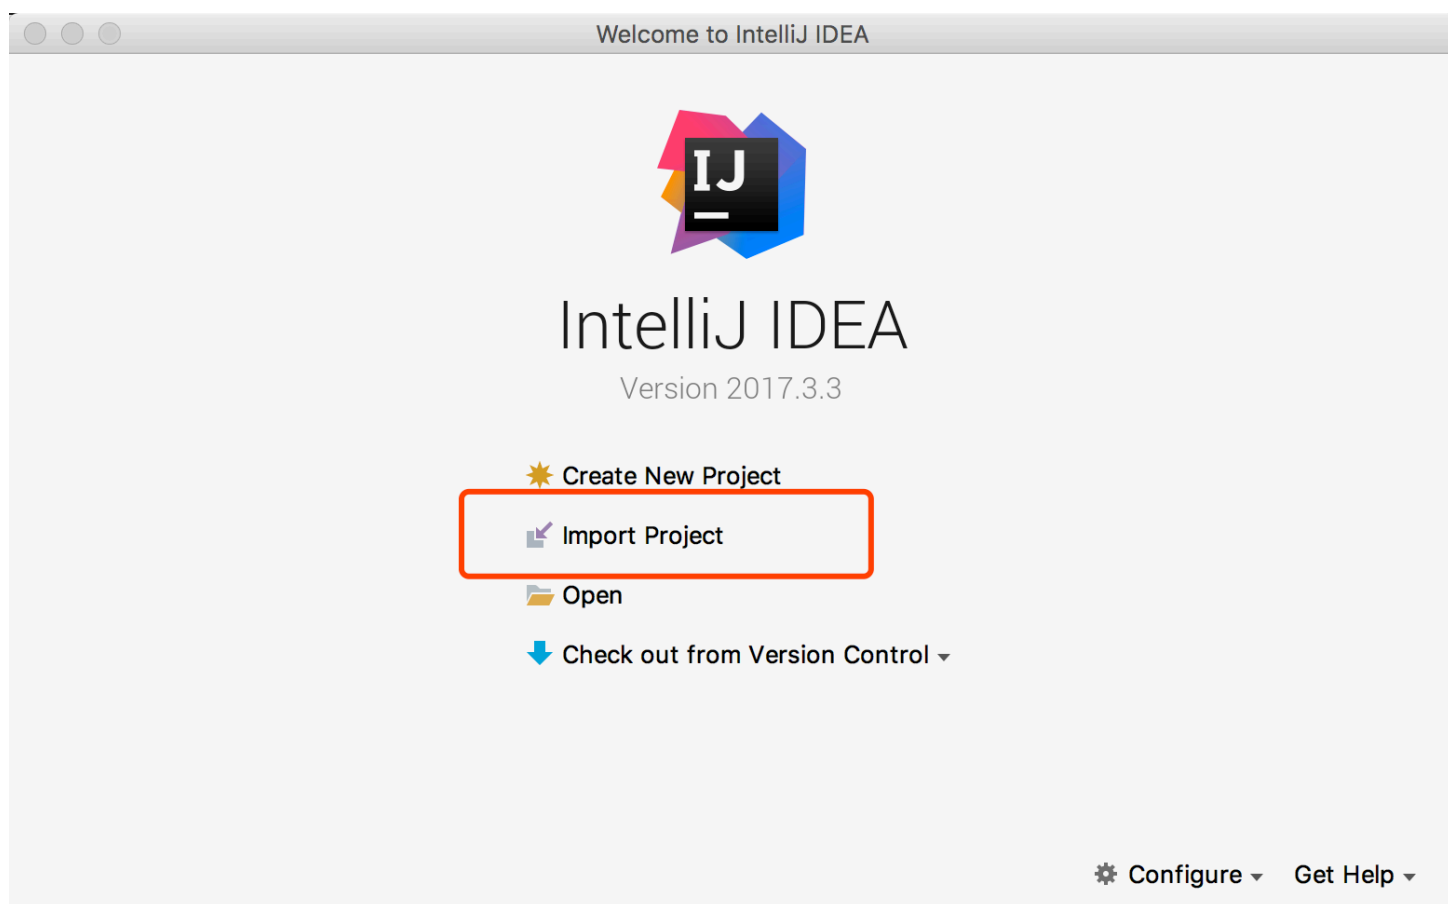 Welcome to IntelliJ IDEA
IJ
IntelliJ IDEA
Version 2017.3.3
Create New Project
Import Project
Open
Check out from Version Control
Configure Get Help